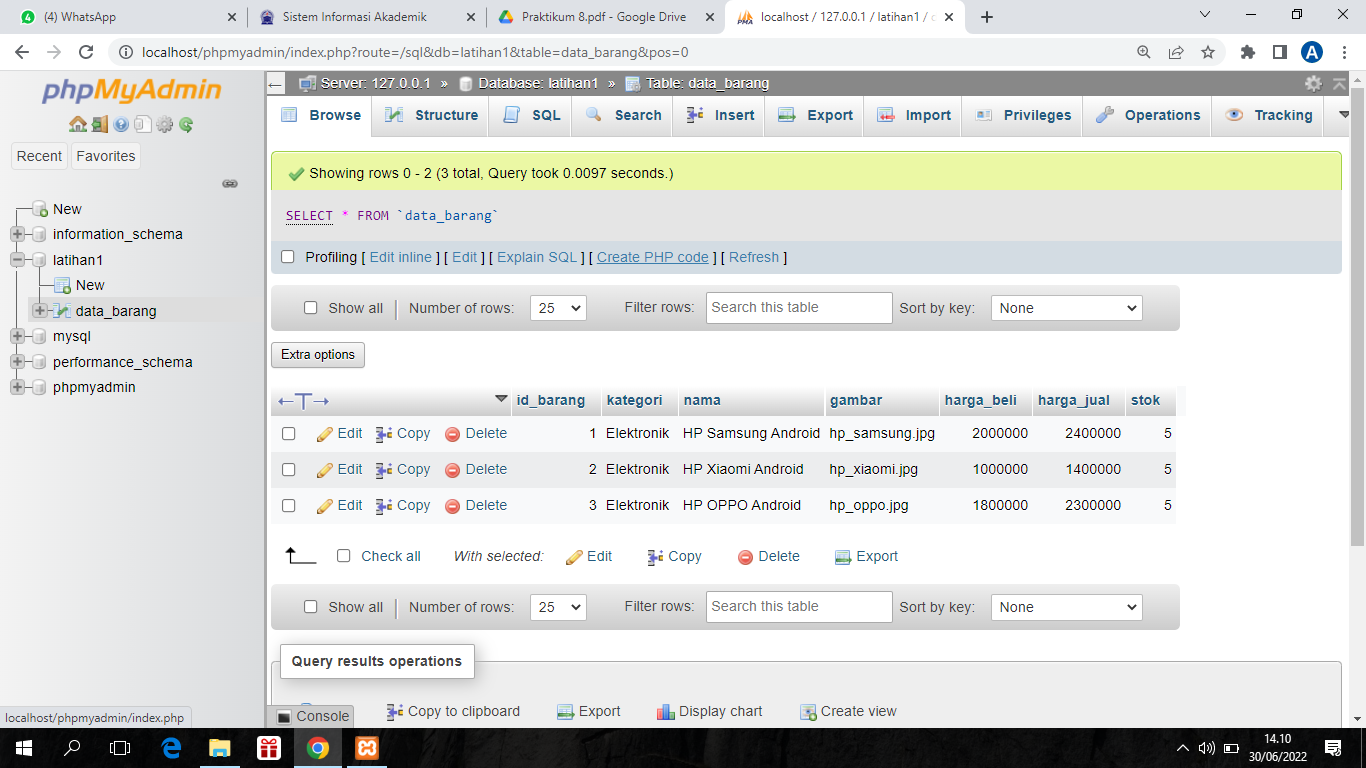 (4) WhatsApp
Sistem Informasi Akademik
Praktikum 8.pdf - Google Drive
localhost / 127.0.0.1 / latihan1 / d
localhost/phpmyadmin/index.php?route=/sql&db=latihan1&table=data_barang&pos=0
A
phpMyAdmin
Recent Favorites
New
information_schema
latihan1
New
data_barang
mysql
performance_schema
phpmyadmin
Server: 127.0.0.1 » Database: latihan1 » Table: data_barang
Browse Structure SQL Search Insert Export Import Privileges Operations Tracking
Showing rows 0 - 2 (3 total, Query took 0.0097 seconds.)
SELECT * FROM `data_barang`
Profiling [ Edit inline ] [ Edit ] [ Explain SQL ] [ Create PHP code ] [ Refresh ]
Show all Number of rows: 25 Filter rows: Search this table Sort by key: None
Extra options
←T→ id_barang kategori nama gambar harga_beli harga_jual stok
Edit Copy Delete 1 Elektronik HP Samsung Android hp_samsung.jpg 2000000 2400000 5
Edit Copy Delete 2 Elektronik HP Xiaomi Android hp_xiaomi.jpg 1000000 1400000 5
Edit Copy Delete 3 Elektronik HP OPPO Android hp_oppo.jpg 1800000 2300000 5
Check all With selected: Edit Copy Delete Export
Show all Number of rows: 25 Filter rows: Search this table Sort by key: None
Query results operations
Copy to clipboard Export Display chart Create view
Console
localhost/phpmyadmin/index.php
14.10
30/06/2022